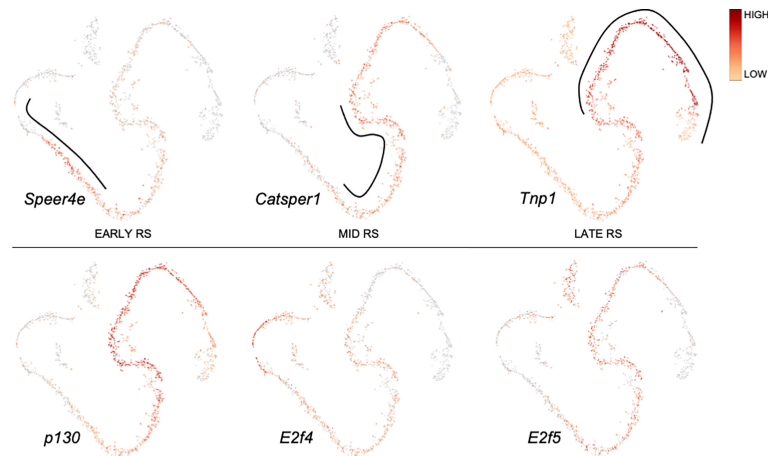 HIGH
LOW
Speer4e
Catsper1
Tnp1
EARLY RS
MID RS
LATE RS
p130
E2f4
E2f5